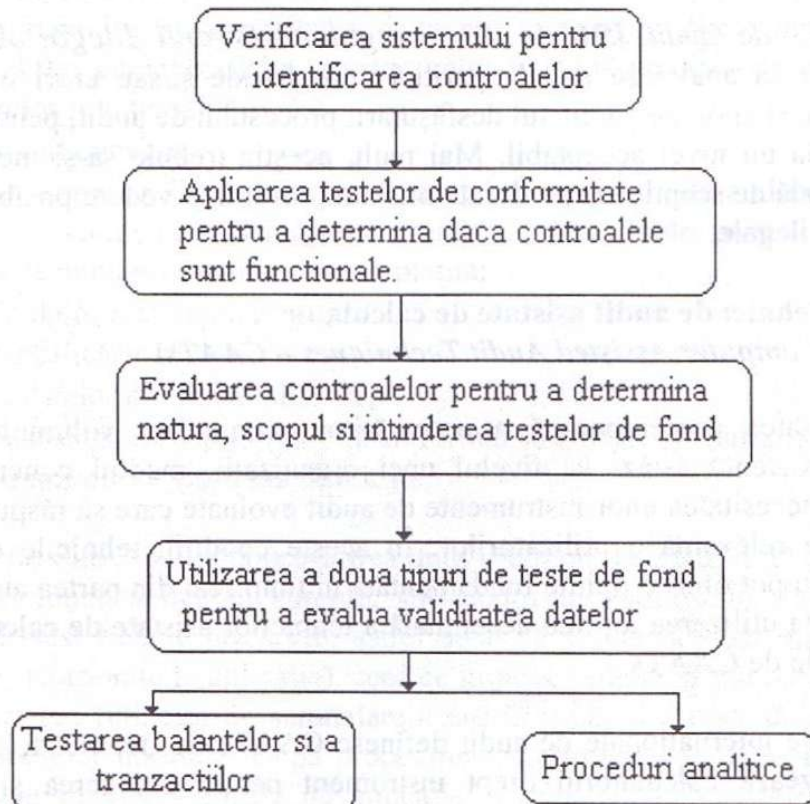 Verificarea sistemului pentru
identificarea controalelor
Aplicarea testelor de conformitate
pentru a determina daca controalele
sunt functionale.
Evaluarea controalelor pentru a determina
natura, scopul si intinderea testelor de fond
Utilizarea a doua tipuri de teste de fond
pentru a evalua validitatea datelor
Testarea balantelor si a
tranzactiilor
Proceduri analitice